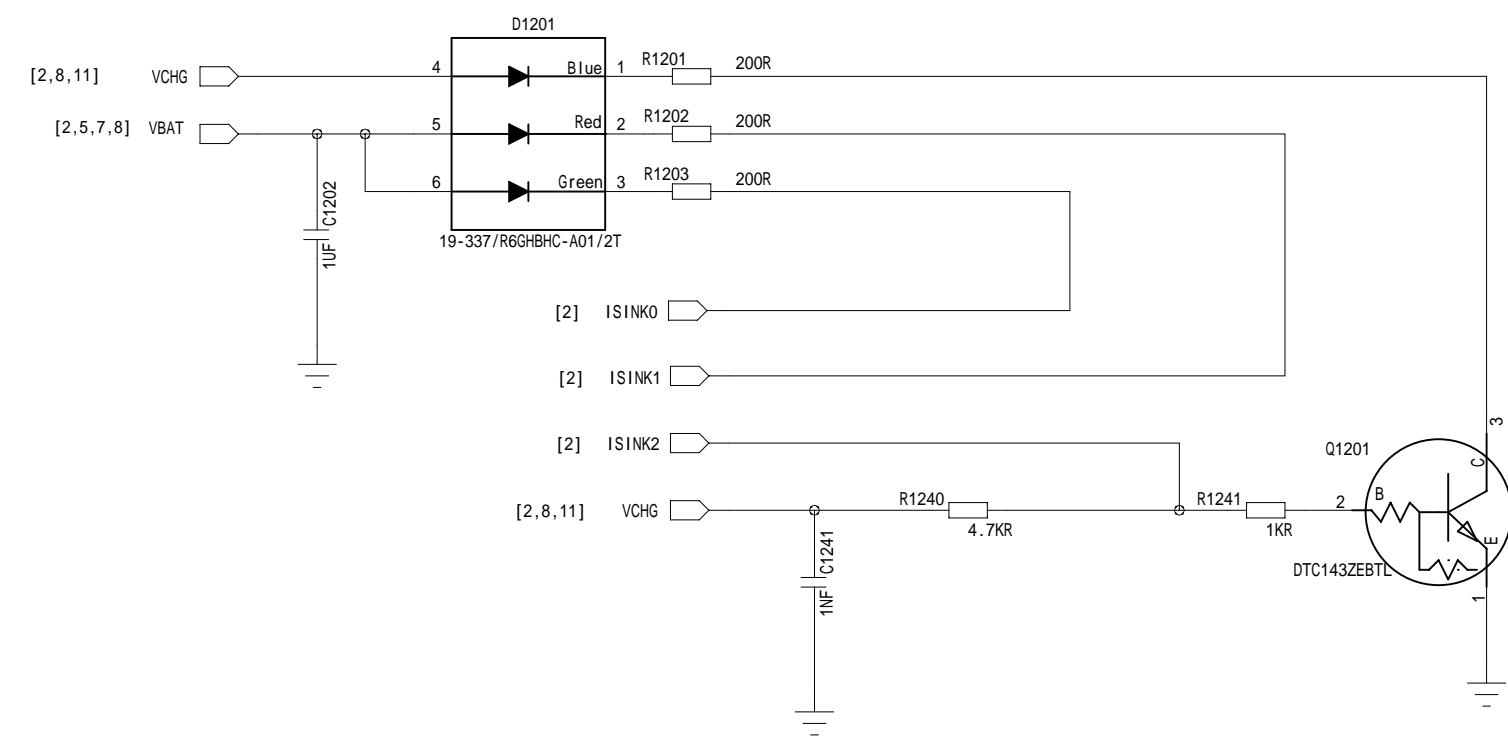 D1201
[2,8,11] VCHG 4 Blue 1 R1201 200R
[2,5,7,8] VBAT 5 Red 2 R1202 200R
6 Green 3 R1203 200R
C1202
1UF
19-337/R6GHBHC-A01/2T
[2] ISINK0
[2] ISINK1
[2] ISINK2
[2,8,11] VCHG R1240 4.7KR R1241 1KR 2 B
C1241
1NF
Q1201
3
C
E
DTC143ZEBTL
1